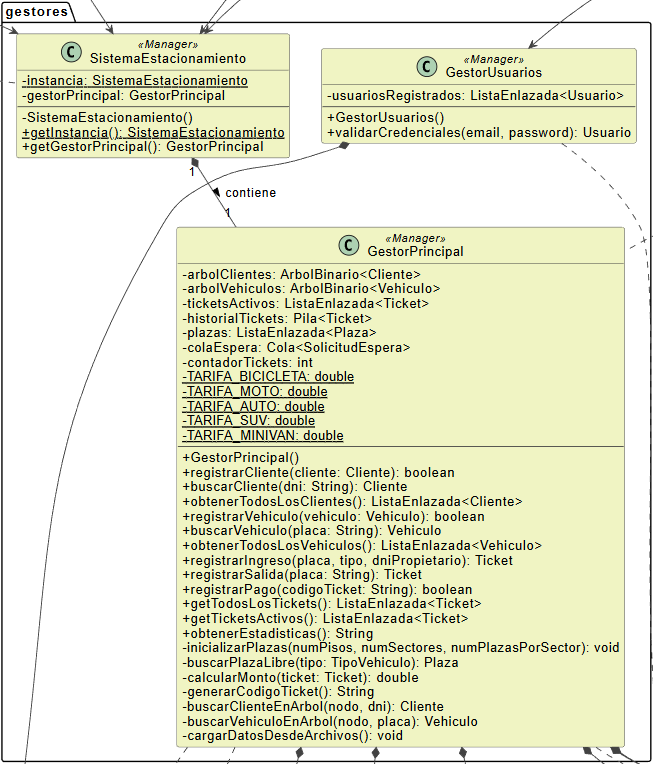 gestores
«Manager»
C SistemaEstacionamiento
-instancia: SistemaEstacionamiento
-gestorPrincipal: GestorPrincipal
-SistemaEstacionamiento()
+getInstancia(): SistemaEstacionamiento
+getGestorPrincipal(): GestorPrincipal
«Manager»
C GestorUsuarios
-usuariosRegistrados: ListaEnlazada<Usuario>
+GestorUsuarios()
+validarCredenciales(email, password): Usuario
1
contiene
1
«Manager»
C GestorPrincipal
-arbolClientes: ArbolBinario<Cliente>
-arbolVehiculos: ArbolBinario<Vehiculo>
-ticketsActivos: ListaEnlazada<Ticket>
-historialTickets: Pila<Ticket>
-plazas: ListaEnlazada<Plaza>
-colaEspera: Cola<SolicitudEspera>
-contadorTickets: int
-TARIFA_BICICLETA: double
-TARIFA_MOTO: double
-TARIFA_AUTO: double
-TARIFA_SUV: double
-TARIFA_MINIVAN: double
+GestorPrincipal()
+registrarCliente(cliente: Cliente): boolean
+buscarCliente(dni: String): Cliente
+obtenerTodosLosClientes(): ListaEnlazada<Cliente>
+registrarVehiculo(vehiculo: Vehiculo): boolean
+buscarVehiculo(placa: String): Vehiculo
+obtenerTodosLosVehiculos(): ListaEnlazada<Vehiculo>
+registrarIngreso(placa, tipo, dniPropietario): Ticket
+registrarSalida(placa: String): Ticket
+registrarPago(codigoTicket: String): boolean
+getTodosLosTickets(): ListaEnlazada<Ticket>
+getTicketsActivos(): ListaEnlazada<Ticket>
+obtenerEstadisticas(): String
-inicializarPlazas(numPisos, numSectores, numPlazasPorSector): void
-buscarPlazaLibre(tipo: TipoVehiculo): Plaza
-calcularMonto(ticket: Ticket): double
-generarCodigoTicket(): String
-buscarClienteEnArbol(nodo, dni): Cliente
-buscarVehiculoEnArbol(nodo, placa): Vehiculo
-cargarDatosDesdeArchivos(): void